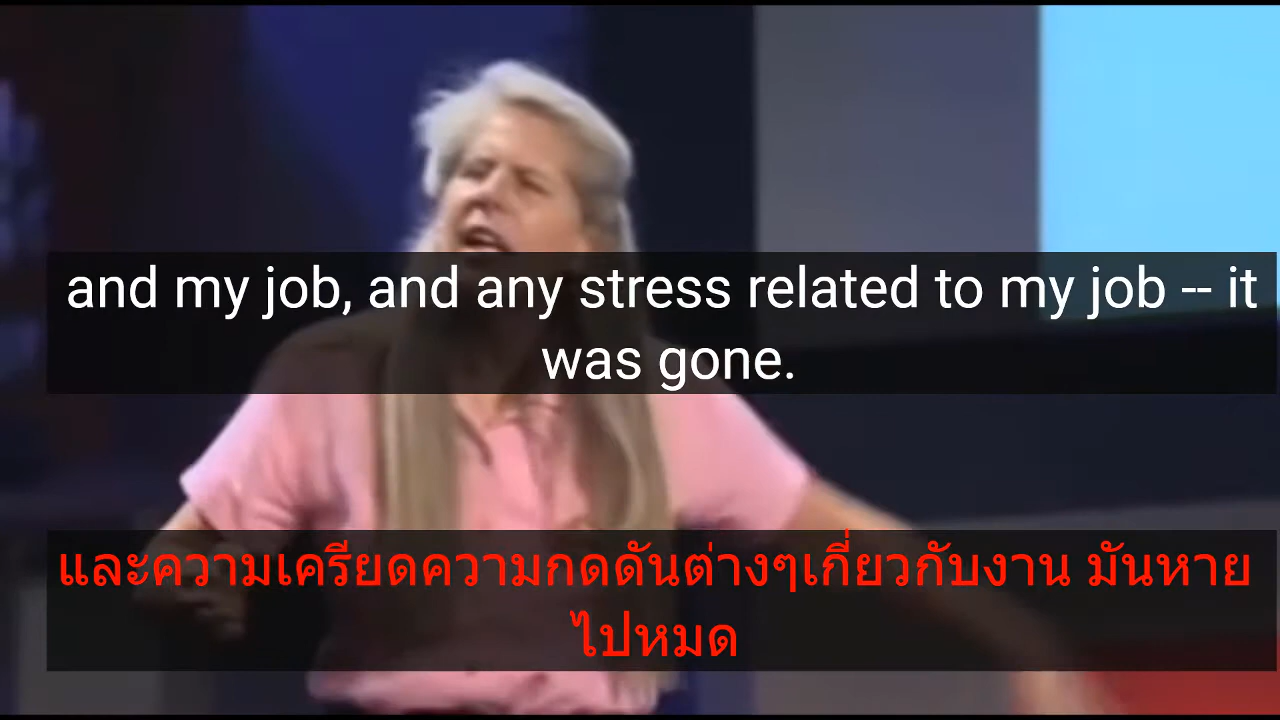 and my job, and any stress related to my job -- it
was gone.
และความเครียดความกดดันต่างๆเกี่ยวกับงาน มันหาย
ไปหมด